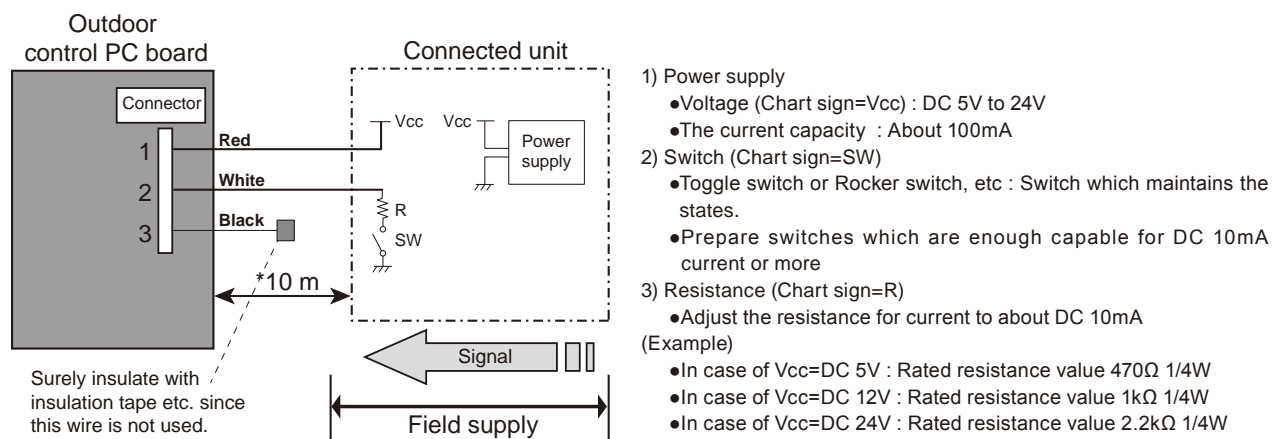 Outdoor
control PC board
Connector
1
2
3
Red
White
Black
*10 m
Surely insulate with
insulation tape etc. since
this wire is not used.
Connected unit
Vcc
Vcc
Power
supply
R
SW
Signal
Field supply
1) Power supply
●Voltage (Chart sign=Vcc) : DC 5V to 24V
●The current capacity : About 100mA
2) Switch (Chart sign=SW)
●Toggle switch or Rocker switch, etc : Switch which maintains the
states.
●Prepare switches which are enough capable for DC 10mA
current or more
3) Resistance (Chart sign=R)
●Adjust the resistance for current to about DC 10mA
(Example)
●In case of Vcc=DC 5V : Rated resistance value 470Ω 1/4W
●In case of Vcc=DC 12V : Rated resistance value 1kΩ 1/4W
●In case of Vcc=DC 24V : Rated resistance value 2.2kΩ 1/4W